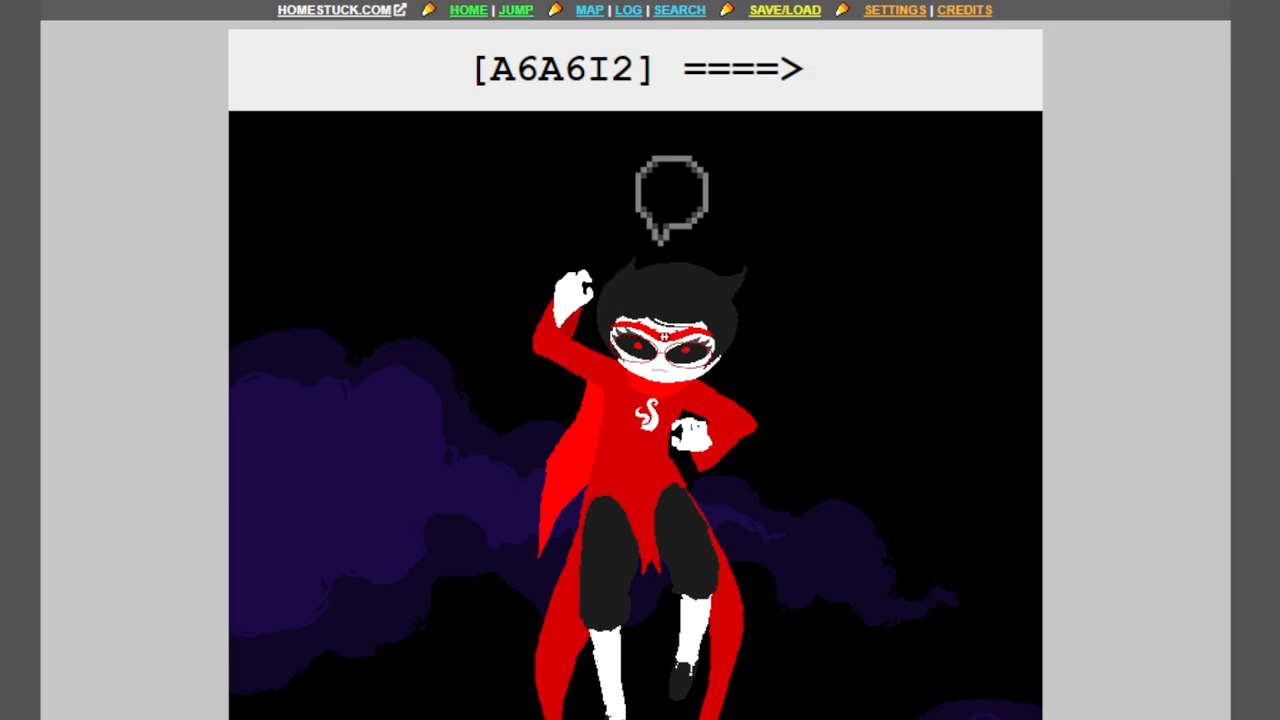 HOMESTUCK.COM HOME | JUMP MAP | LOG | SEARCH SAVE/LOAD SETTINGS | CREDITS
[A6A6I2] ====>